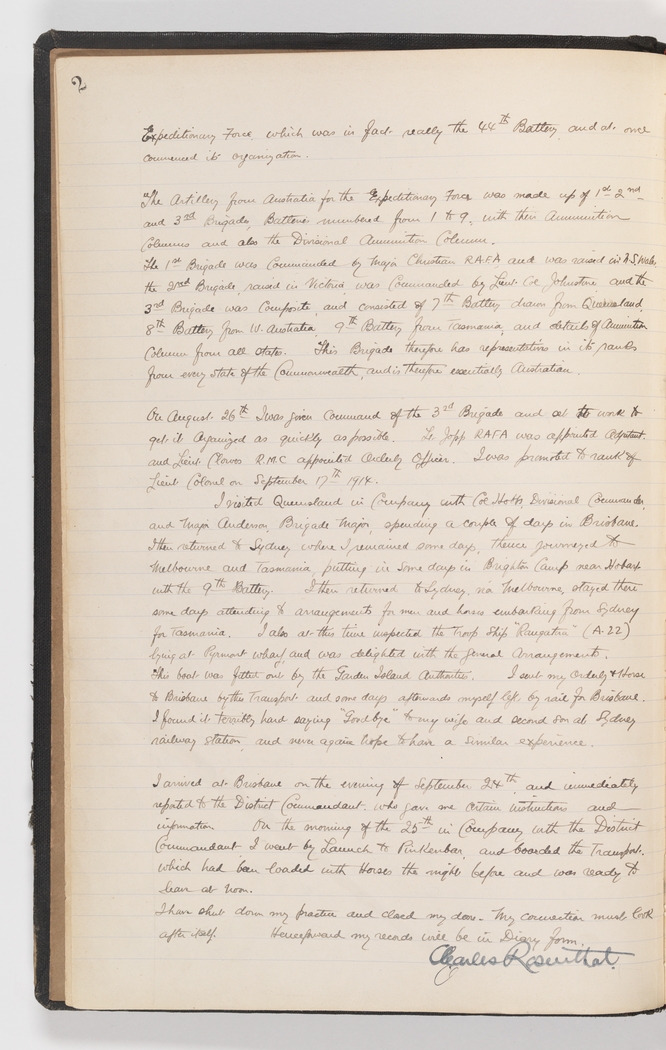 2
Expeditionary Force which was in fact really the 44th Battery and at once
commenced its organization.
"The Artillery from Australia for the Expeditionary Force was made up of 1st 2nd
and 3rd Brigades, Batteries numbered from 1 to 9, with their Ammunition
Columns and also the Divisional Ammunition Column.
The 1st Brigade was Commanded by Major Christian RAFA and was raised in N.S. Wales
the 2nd Brigade, raised in Victoria was Commanded by Lieut Col Johnstone, and the
3rd Brigade was Composite, and consisted of 7th Battery drawn from Queensland,
8th Battery from W. Australia 9th Battery from Tasmania, and details of Ammunition
Column from all States. This Brigade therefore has representatives in its ranks
from every State of the Commonwealth, and is therefore essentially Australian.
On August 26th I was given Command of the 3rd Brigade and set to work to
get it organized as quickly as possible. Lt Jopp RAFA was appointed Adjutant.
and Lieut Clowes R.M.C appointed Orderly Officer. I was promoted to rank of
Lieut Colonel on September 17th 1914.
I visited Queensland in Company with Col Hobbs, Divisional Commander,
and Major Anderson, Brigade Major, spending a couple of days in Brisbane.
I then returned to Sydney where I remained some days, thence journeyed to
Melbourne and Tasmania, putting in some days in Brighton Camp near Hobart
with the 9th Battery. I then returned to Sydney, via Melbourne, stayed there
some days attending to arrangements for men and horses embarking from Sydney
for Tasmania. I also at this time inspected the Troop Ship "Rangatira" (A-22)
lying at Pyrmont wharf, and was delighted with the general arrangements.
This boat was fitted out by the Garden Island Authorities. I sent my Orderly & Horse
to Brisbane by the Transport and some days afterwards myself left by rail for Brisbane.
I found it terribly hard saying "Goodbye" to my wife and second son at Sydney
railway station, and never again hope to have a similar experience.
I arrived at Brisbane on the evening of September 24th, and immediately
reported to the District Commandant, who gave me certain instructions and
information On the morning of the 25th in Company with the District
Commandant I went by Launch to Pinkenbar, and boarded the Transport.
which had been loaded with Horses the night before and was ready to
leave at noon.
I have shut down my practice and closed my doors - My connection must look
after itself. Henceforward my records will be in Diary form.
Charles Rosenthal.